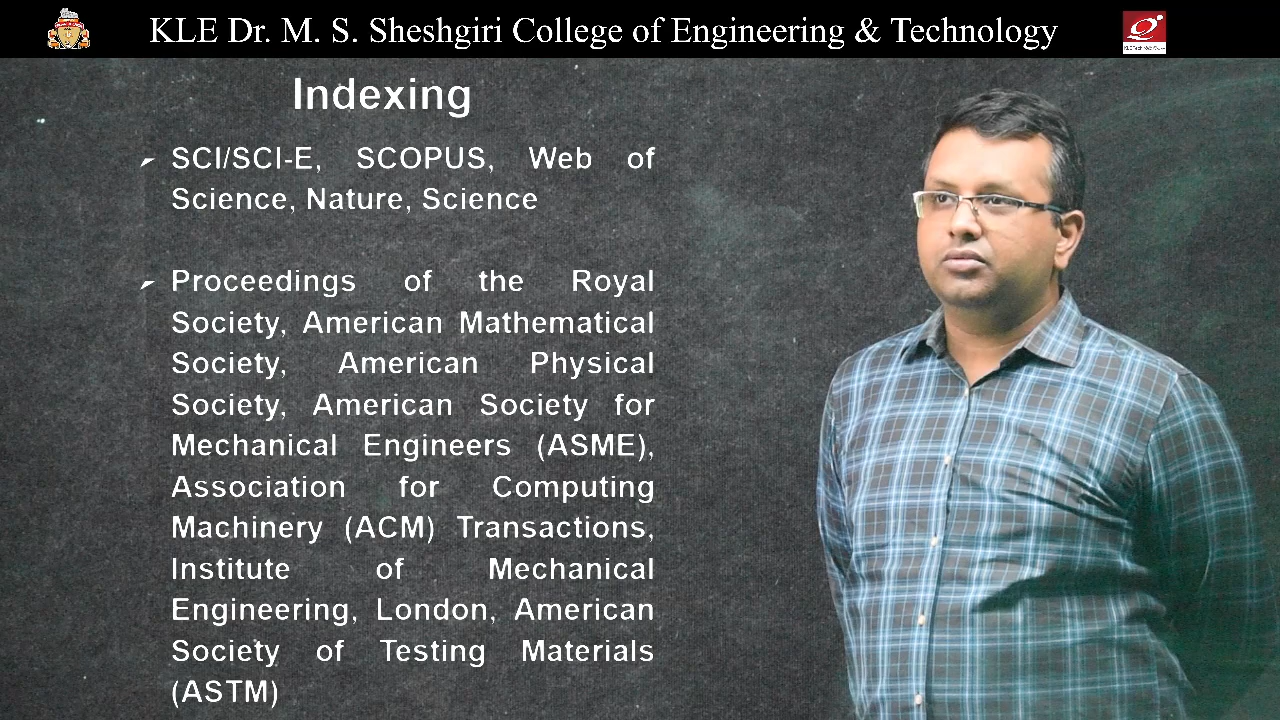 KLE Dr. M. S. Sheshgiri College of Engineering & Technology
Indexing
SCI/SCI-E, SCOPUS, Web of
Science, Nature, Science
Proceedings of the Royal
Society, American Mathematical
Society, American Physical
Society, American Society for
Mechanical Engineers (ASME),
Association for Computing
Machinery (ACM) Transactions,
Institute of Mechanical
Engineering, London, American
Society of Testing Materials
(ASTM)